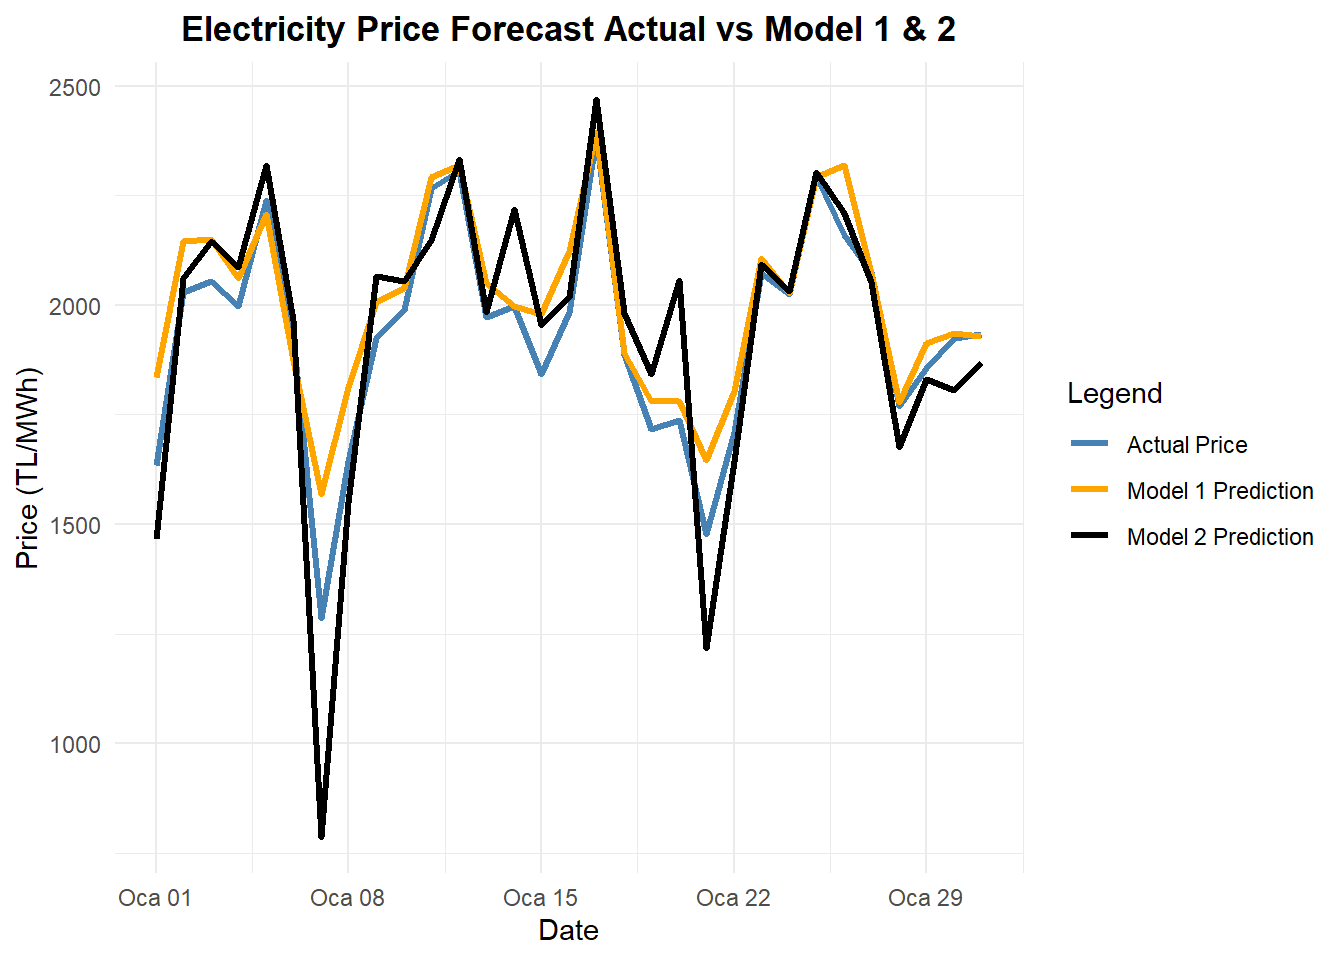 Electricity Price Forecast Actual vs Model 1 & 2
Price (TL/MWh)
2500
2000
1500
1000
Oca 01
Oca 08
Oca 15
Oca 22
Oca 29
Date
Legend
Actual Price
Model 1 Prediction
Model 2 Prediction